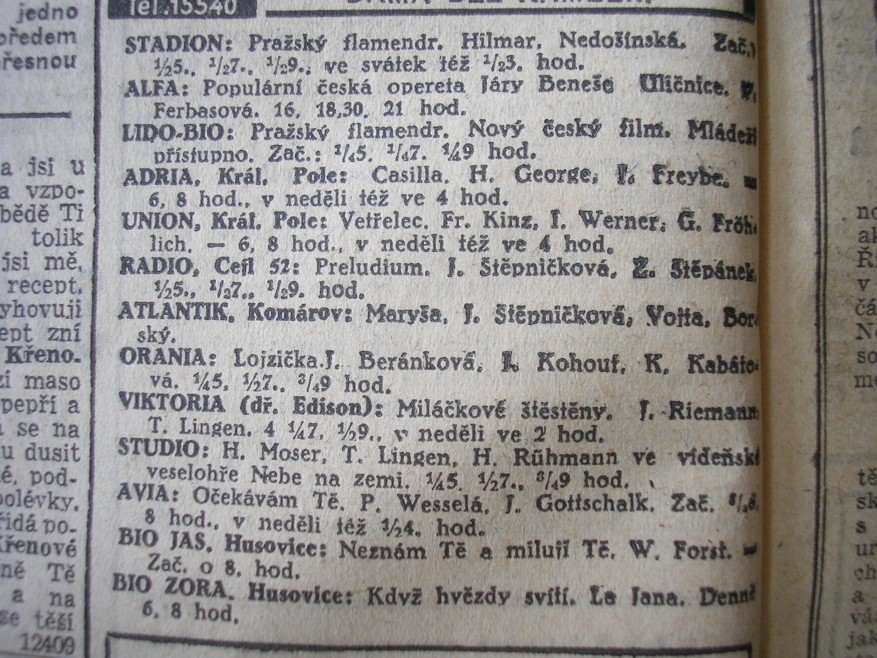 jedno
předem
přesnou
a jsi u
a vzpo-
bědě Ti
tolik
jsi mě,
recept.
yhovují
ept zní
Křeno-
zi maso
pepří a
a se na
u dusit
é, pod-
polévky,
řidá po-
Křenové
ně Tě
a na
se těší
12409
Tel.15540
STADION: Pražský flamendr. Hilmar, Nedošínská. Zač.
½5., ½7., ½9., ve svátek též ½3. hod.
ALFA: Populární česká opereta Járy Beneše Uličnice. V.
Ferbasová. 16, 18,30, 21 hod.
LIDO-BIO: Pražský flamendr. Nový český film. Mládeži
přístupno. Zač.: ¼5, ¼7, ¼9 hod.
ADRIA, Král. Pole: Casilla. H. George, F. Freybe. —
6, 8 hod., v neděli též ve 4 hod.
UNION, Král. Pole: Vetřelec. Fr. Kinz, I. Werner, G. Fröh-
lich. — 6, 8 hod., v neděli též ve 4 hod.
RADIO, Cejl 52: Preludium. J. Štěpničková, Z. Štěpánek.
½5., ½7., ½9. hod.
ATLANTIK, Komárov: Maryša, J. Štěpničková, Vojta, Bor-
ský.
ORANIA: Lojzička. J. Beránková, I. Kohout, K. Kabáto-
vá. ¼5, ½7., ¾9 hod.
VIKTORIA (dř. Edison): Miláčkové štěstěny. J. Riemann
T. Lingen. 4 ¼7, ½9., v neděli ve 2 hod.
STUDIO: H. Moser, T. Lingen, H. Rühmann ve vídeňské
veselohře Nebe na zemi. ¼5, ½7., ¾9 hod.
AVIA: Očekávám Tě. P. Wesselá, J. Gottschalk. Zač.
8 hod., v neděli též ¼4. hod.
BIO JAS, Husovice: Neznám Tě a miluji Tě. W. Forst. —
Zač. o 8. hod.
BIO ZORA, Husovice: Když hvězdy svítí. La Jana. Denně
6, 8 hod.